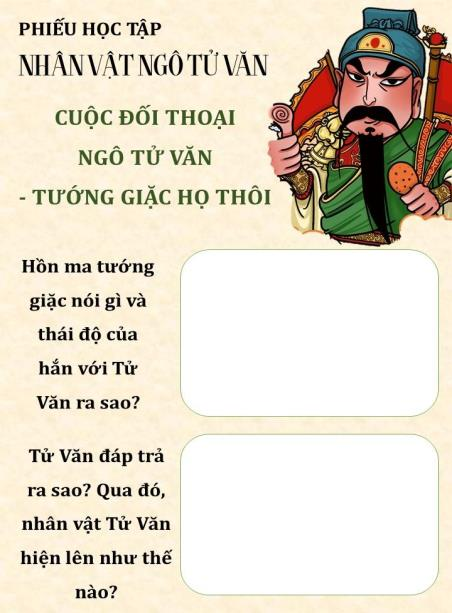 PHIẾU HỌC TẬP
NHÂN VẬT NGÔ TỬ VĂN
CUỘC ĐỐI THOẠI
NGÔ TỬ VĂN
- TƯỚNG GIẶC HỌ THÔI
Hồn ma tướng
giặc nói gì và
thái độ của
hắn với Tử
Văn ra sao?
Tử Văn đáp trả
ra sao? Qua đó,
nhân vật Tử Văn
hiện lên như thế
nào?